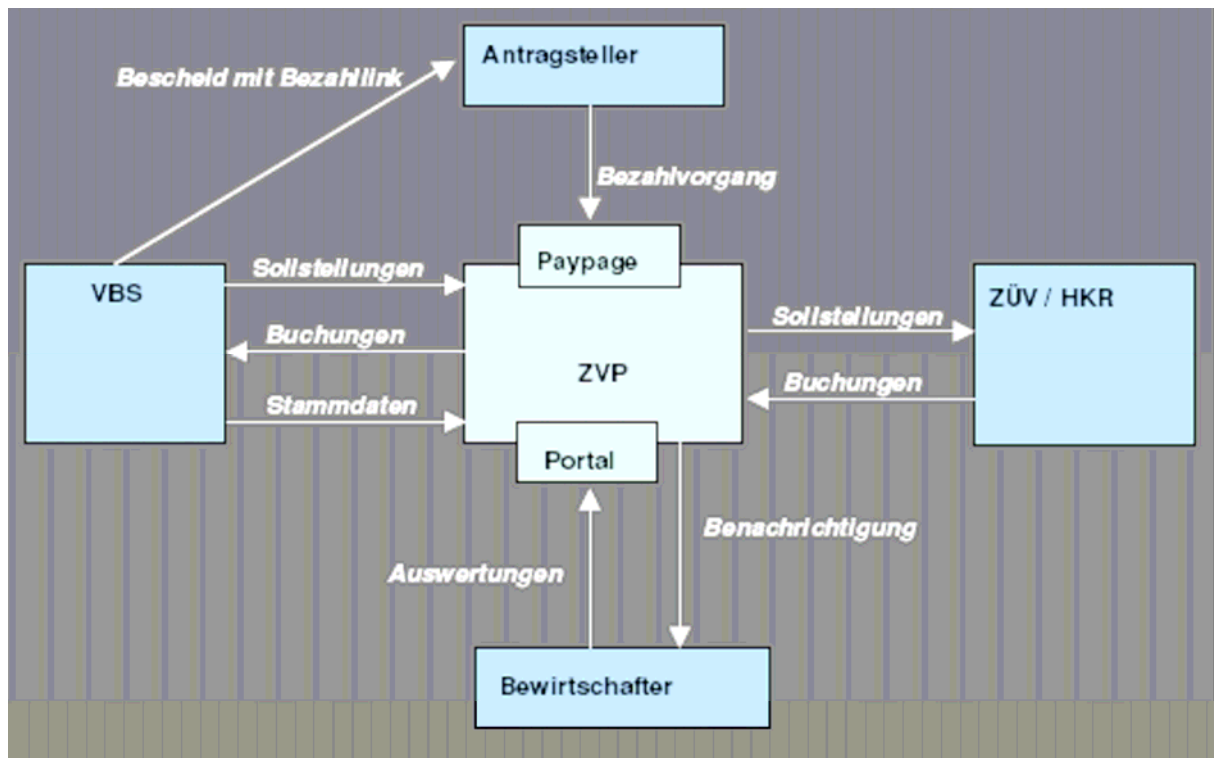 Antragsteller
Bescheid mit Bezahllink
Bezahlvorgang
Paypage
Sollstellungen
VBS
ZÜV / HKR
Sollstellungen
Buchungen
ZVP
Buchungen
Stammdaten
Portal
Benachrichtigung
Auswertungen
Bewirtschafter